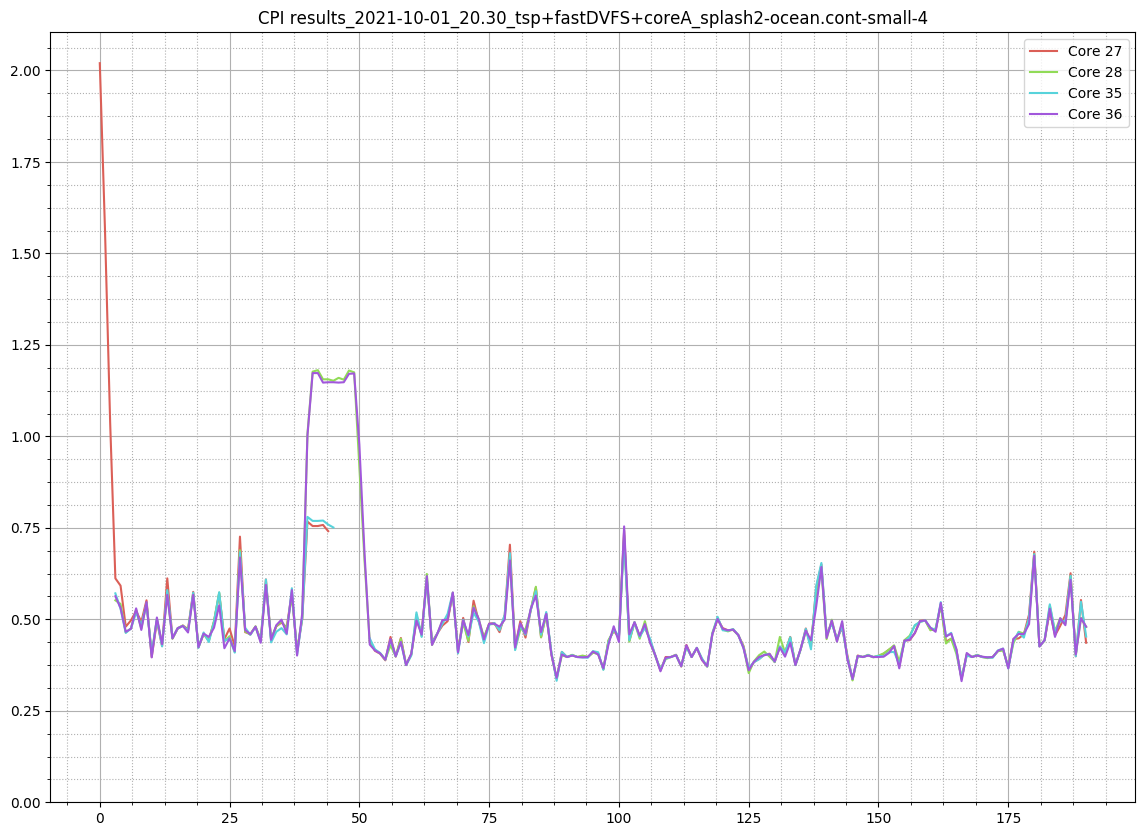 CPI results_2021-10-01_20.30_tsp+fastDVFS+coreA_splash2-ocean.cont-small-4
Core 27
Core 28
Core 35
Core 36
2.00
1.75
1.50
1.25
1.00
0.75
0.50
0.25
0.00
0 25 50 75 100 125 150 175